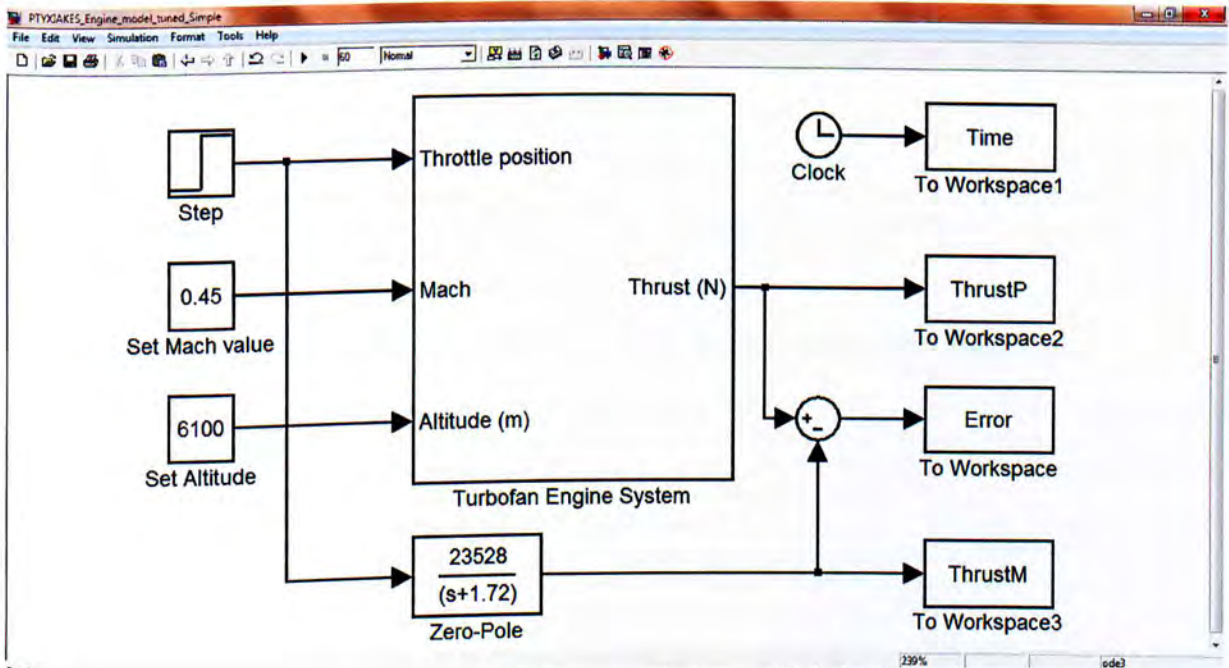 PTYXIAKES_Engine_model_tuned_Simple
File Edit View Simulation Format Tools Help
60 Normal
Throttle position
Step
Time
Clock
To Workspace1
0.45
Mach
Thrust (N)
ThrustP
Set Mach value
To Workspace2
6100
Altitude (m)
+
−
Error
Set Altitude
To Workspace
Turbofan Engine System
23528
(s+1.72)
Zero-Pole
ThrustM
To Workspace3
239%
ode3